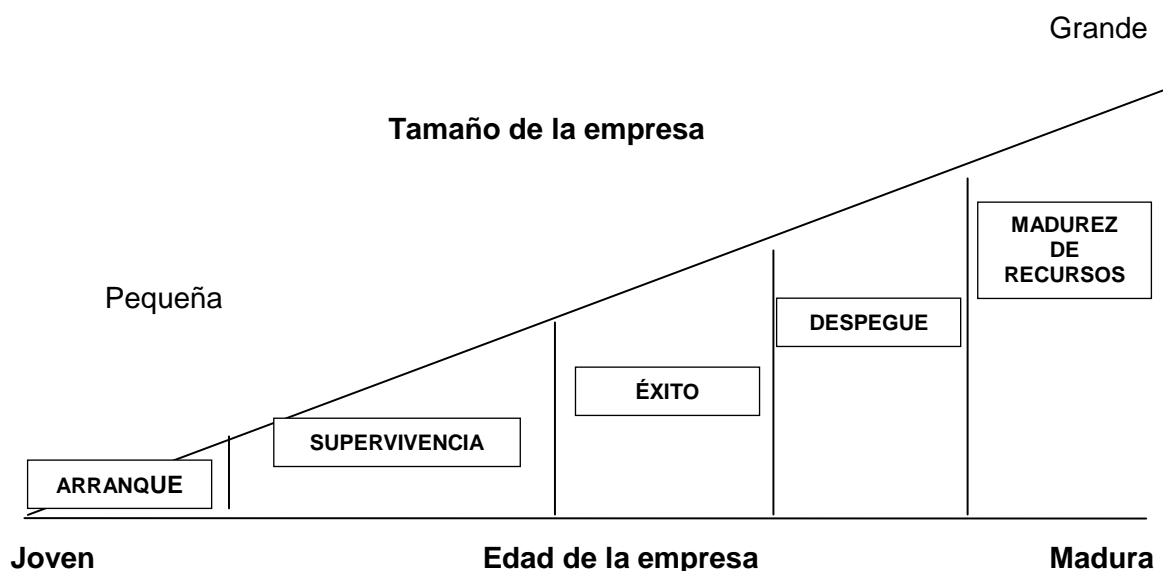 Grande
Tamaño de la empresa
MADUREZ
DE
RECURSOS
Pequeña
DESPEGUE
ÉXITO
SUPERVIVENCIA
ARRANQUE
Joven
Edad de la empresa
Madura